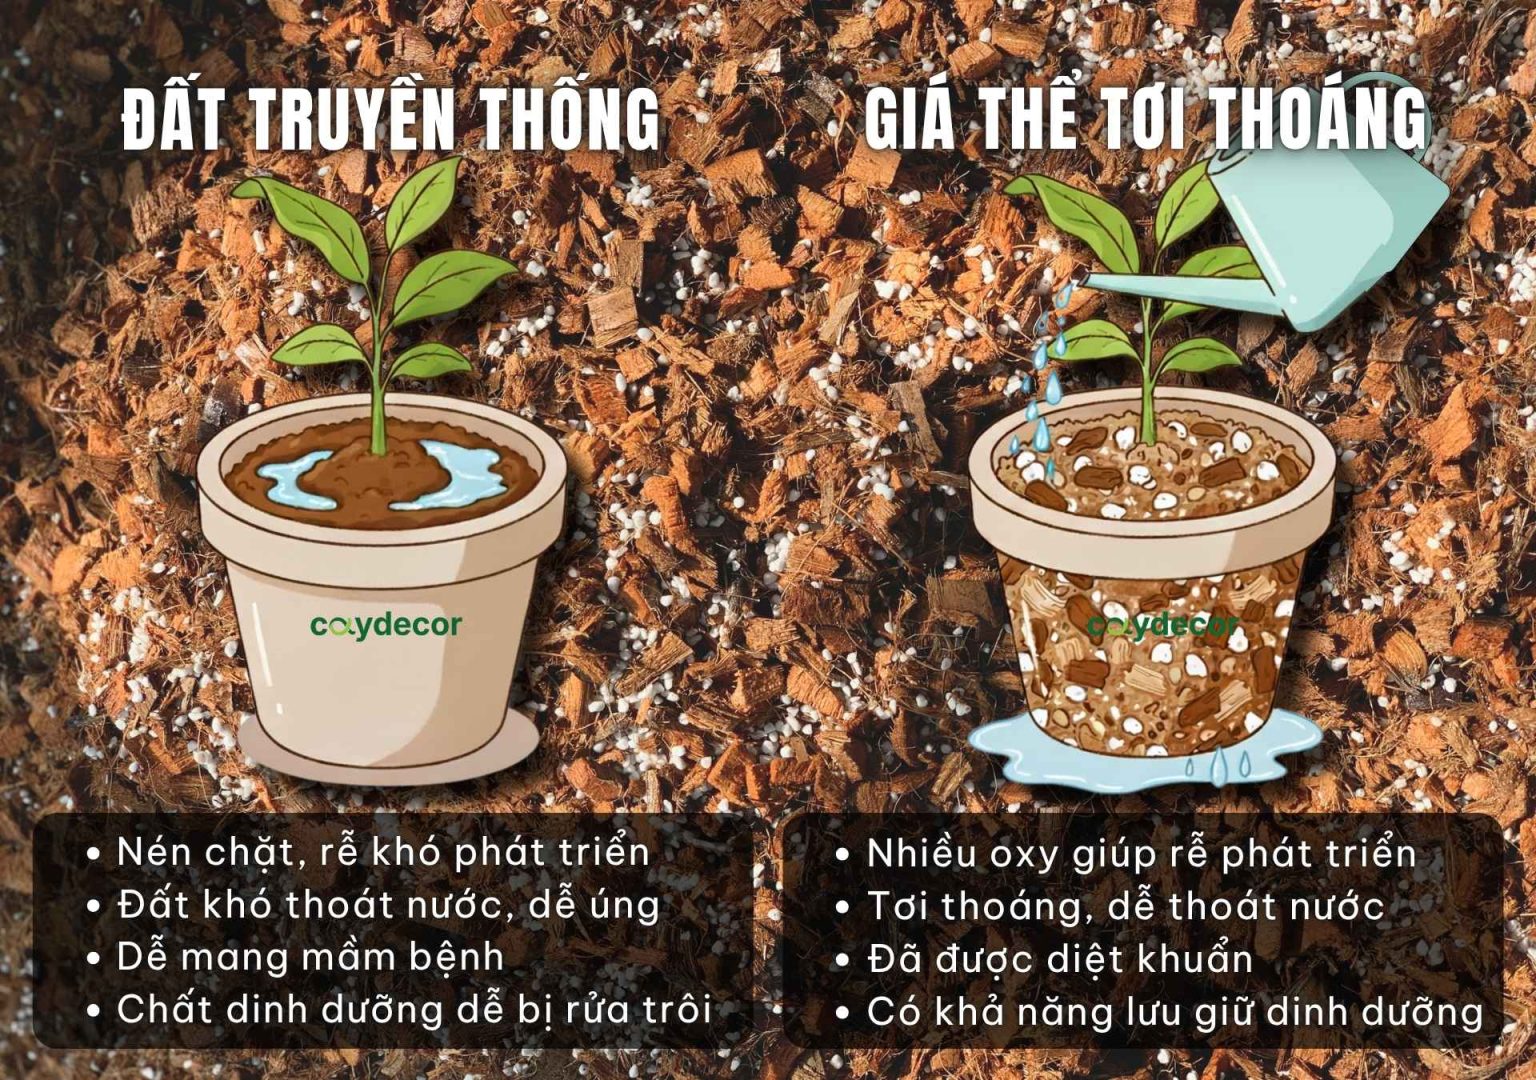 ĐẤT TRUYỀN THỐNG
GIÁ THỂ TƠI THOÁNG
caydecor
caydecor
• Nén chặt, rễ khó phát triển
• Đất khó thoát nước, dễ úng
• Dễ mang mầm bệnh
• Chất dinh dưỡng dễ bị rửa trôi
• Nhiều oxy giúp rễ phát triển
• Tơi thoáng, dễ thoát nước
• Đã được diệt khuẩn
• Có khả năng lưu giữ dinh dưỡng